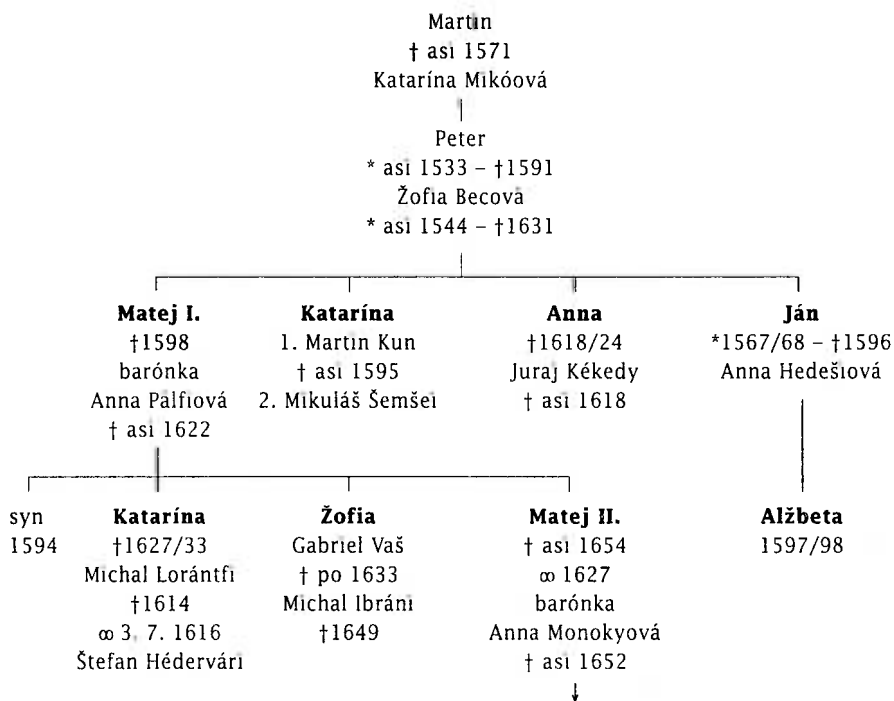 Martin
† asi 1571
Katarína Mikóová
Peter
* asi 1533 – †1591
Žofia Becová
* asi 1544 – †1631
Matej I.
†1598
barónka
Anna Pálfiová
† asi 1622
Katarína
1. Martin Kun
† asi 1595
2. Mikuláš Šemšei
Anna
†1618/24
Juraj Kékedy
† asi 1618
Ján
*1567/68 – †1596
Anna Hedešiová
syn
1594
Katarína
†1627/33
Michal Lorántfi
†1614
∞ 3. 7. 1616
Štefan Hédervári
Žofia
Gabriel Vaš
† po 1633
Michal Ibráni
†1649
Matej II.
† asi 1654
∞ 1627
barónka
Anna Monokyová
† asi 1652
↓
Alžbeta
1597/98